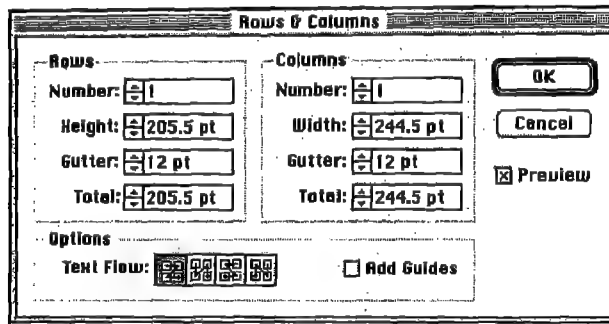 Rows & Columns
Rows
Number: 1
Height: 205.5 pt
Gutter: 12 pt
Total: 205.5 pt
Columns
Number: 1
Width: 244.5 pt
Gutter: 12 pt
Total: 244.5 pt
OK
Cancel
Preview
Options
Text Flow:
Add Guides